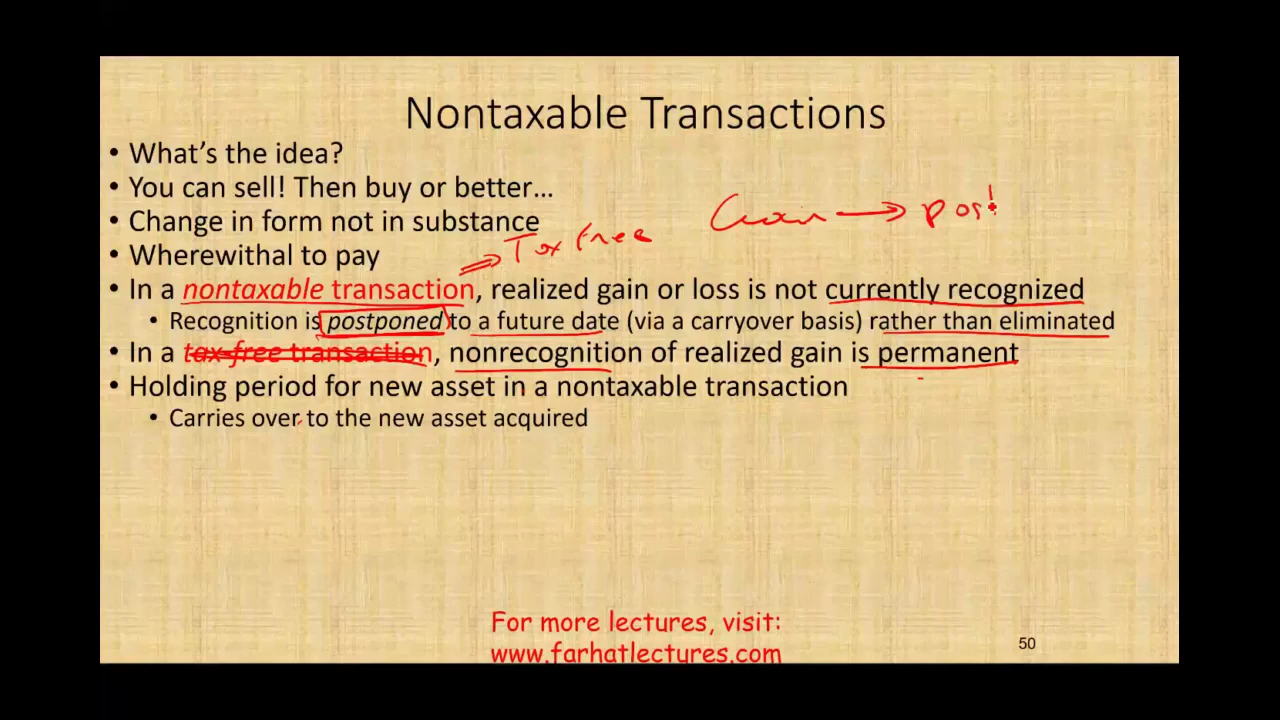 Nontaxable Transactions
• What's the idea?
• You can sell! Then buy or better…
• Change in form not in substance
Gain → post
Tax free
• Wherewithal to pay
• In a nontaxable transaction, realized gain or loss is not currently recognized
• Recognition is postponed to a future date (via a carryover basis) rather than eliminated
• In a tax-free transaction, nonrecognition of realized gain is permanent
• Holding period for new asset in a nontaxable transaction
• Carries over to the new asset acquired
For more lectures, visit:
www.farhatlectures.com
50